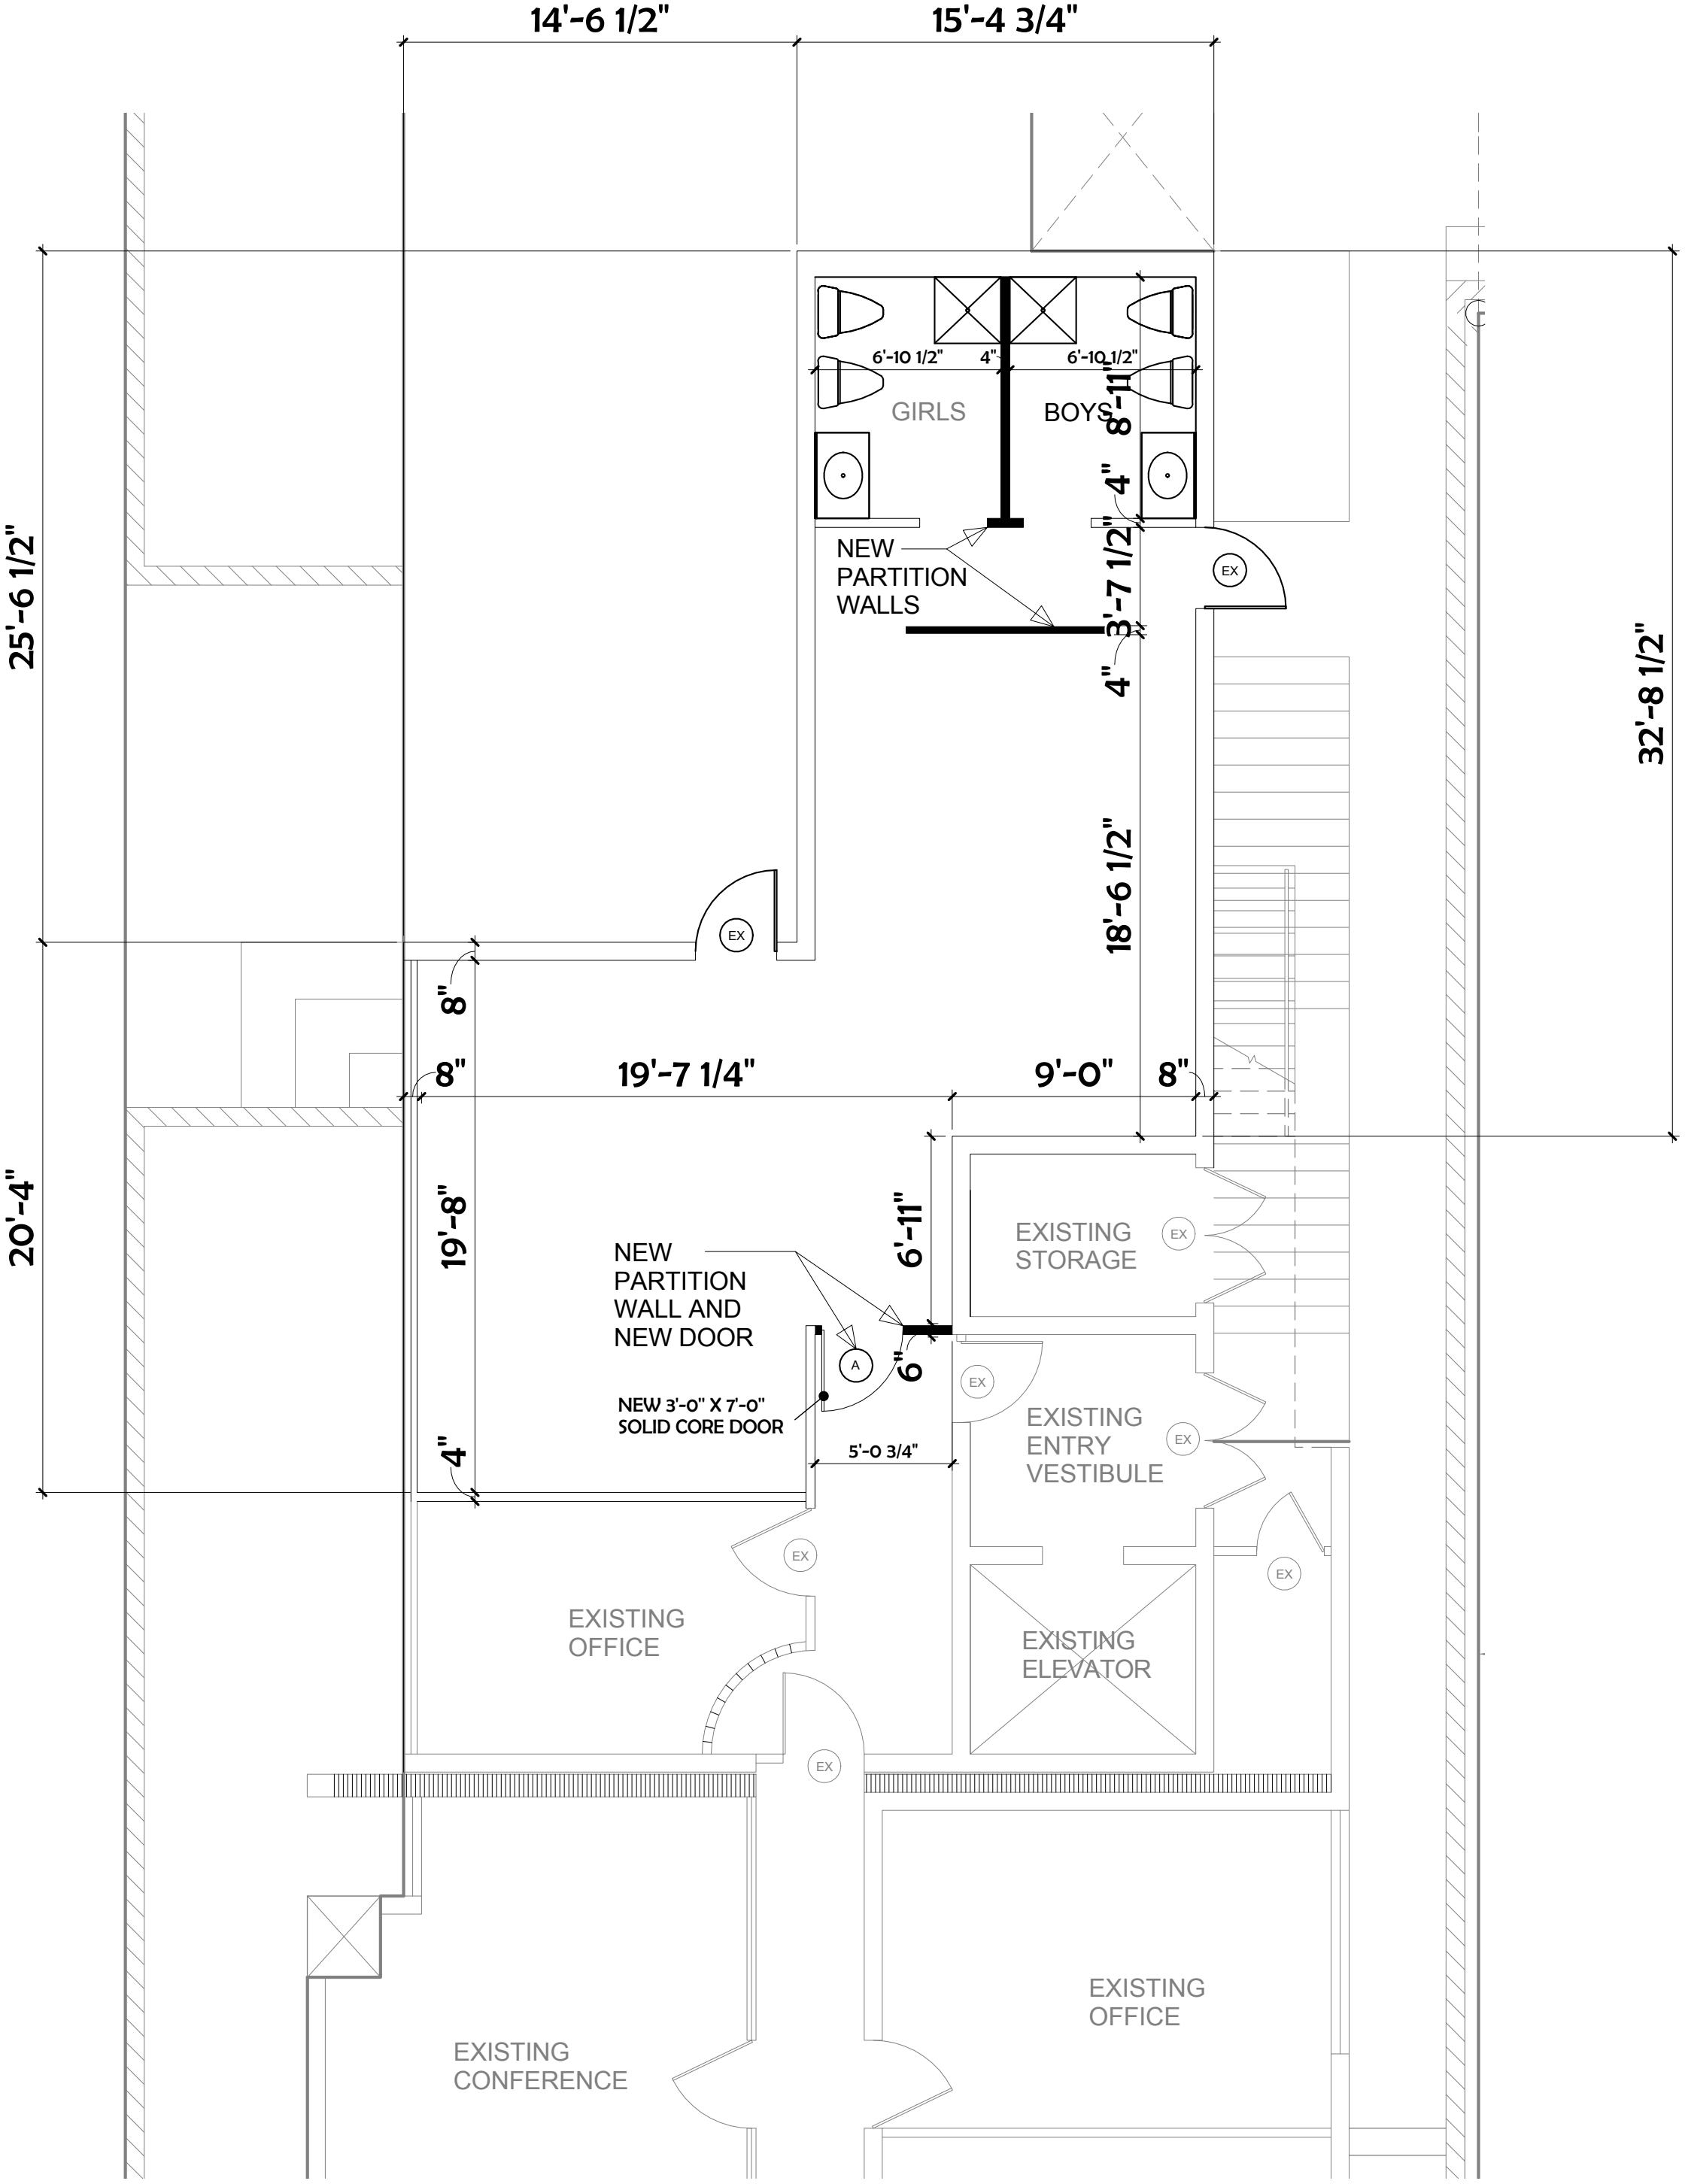 14'-6 1/2"
15'-4 3/4"
6'-10 1/2"
4"
6'-10 1/2"
8'-11"
GIRLS
BOYS
4"
NEW
PARTITION
WALLS
3'-7 1/2"
EX
25'-6 1/2"
4"
32'-8 1/2"
18'-6 1/2"
EX
8"
8"
19'-7 1/4"
9'-0"
8"
20'-4"
19'-8"
6'-11"
EXISTING
STORAGE
EX
NEW
PARTITION
WALL AND
NEW DOOR
A
6"
EX
NEW 3'-0" X 7'-0"
SOLID CORE DOOR
EXISTING
ENTRY
VESTIBULE
EX
4"
5'-0 3/4"
EX
EX
EXISTING
OFFICE
EXISTING
ELEVATOR
EX
EXISTING
OFFICE
EXISTING
CONFERENCE